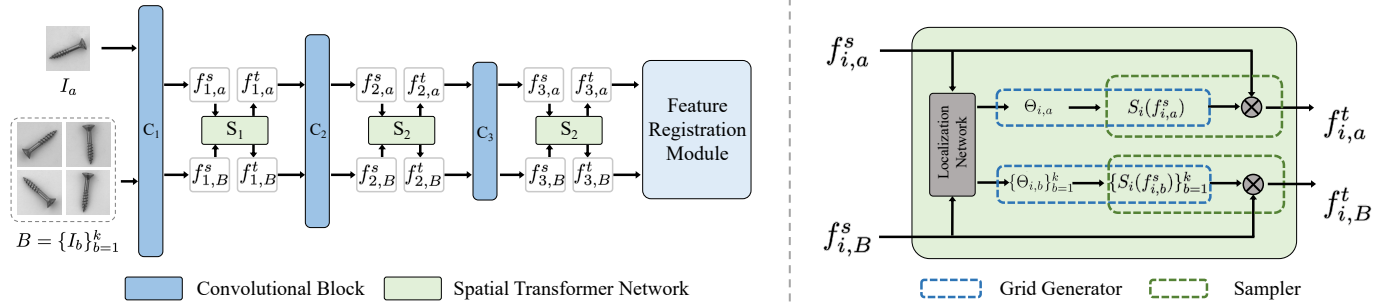 I_a
B = {I_b}^k_{b=1}
C_1
f^s_{1,a} f^t_{1,a}
S_1
f^s_{1,B} f^t_{1,B}
C_2
f^s_{2,a} f^t_{2,a}
S_2
f^s_{2,B} f^t_{2,B}
C_3
f^s_{3,a} f^t_{3,a}
S_2
f^s_{3,B} f^t_{3,B}
Feature
Registration
Module
Convolutional Block
Spatial Transformer Network
f^s_{i,a}
f^s_{i,B}
Localization
Network
Θ_{i,a}
S_i(f^s_{i,a})
{Θ_{i,b}}^k_{b=1}
{S_i(f^s_{i,b})}^k_{b=1}
⊗
⊗
f^t_{i,a}
f^t_{i,B}
Grid Generator
Sampler